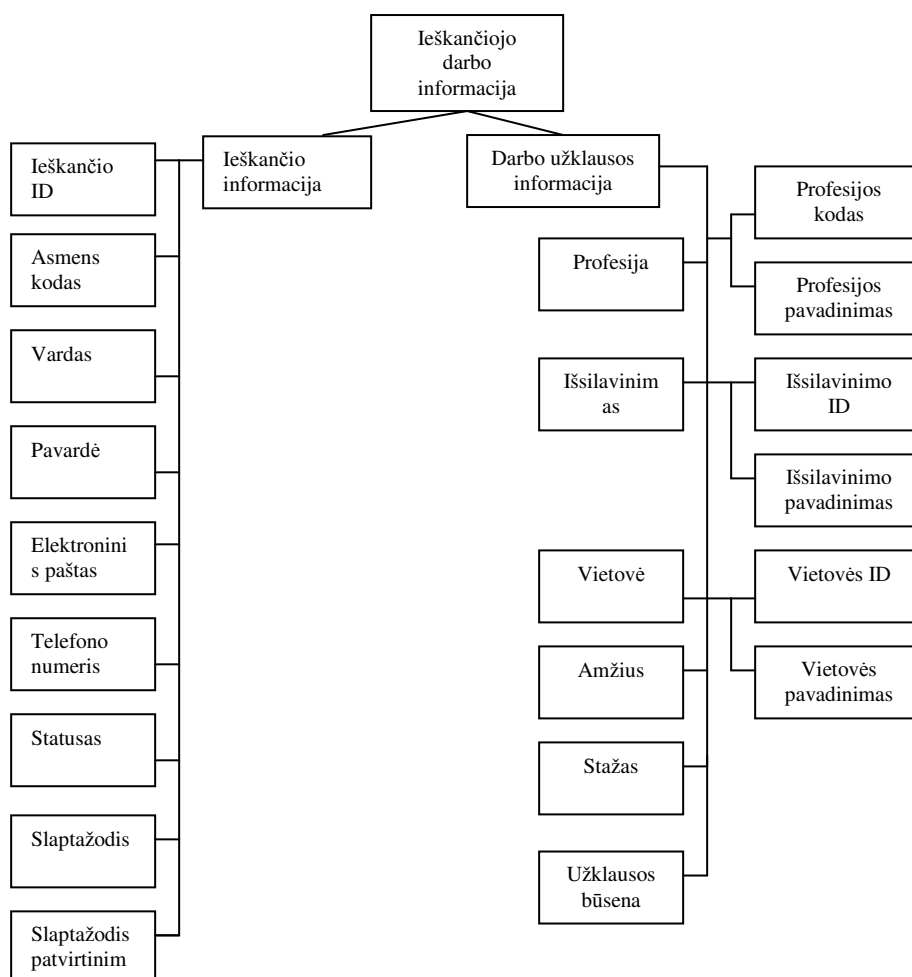 Ieškančiojo
darbo
informacija
Ieškančio
informacija
Darbo užklausos
informacija
Ieškančio
ID
Asmens
kodas
Vardas
Pavardė
Elektronini
s paštas
Telefono
numeris
Statusas
Slaptažodis
Slaptažodis
patvirtinim
Profesija
Profesijos
kodas
Profesijos
pavadinimas
Išsilavinim
as
Išsilavinimo
ID
Išsilavinimo
pavadinimas
Vietovė
Vietovės ID
Vietovės
pavadinimas
Amžius
Stažas
Užklausos
būsena